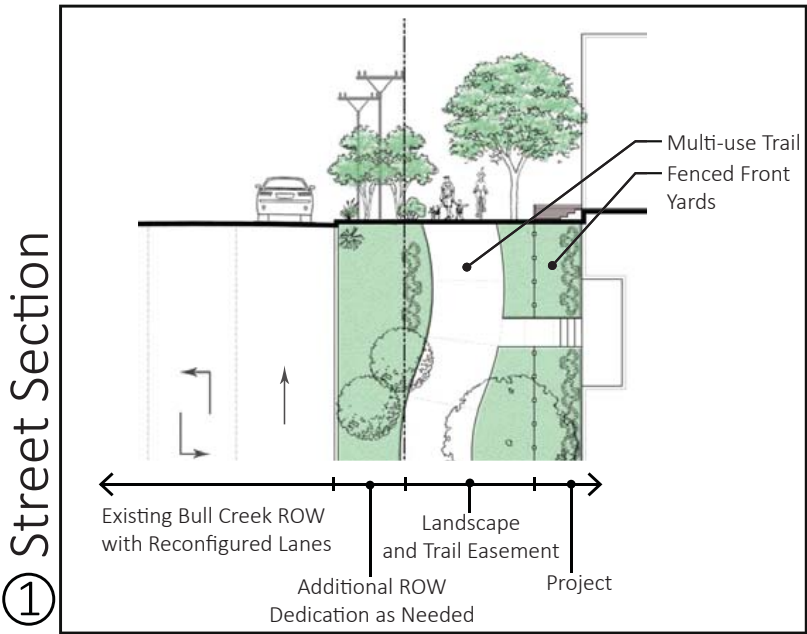 ① Street Section
Multi-use Trail
Fenced Front
Yards
Existing Bull Creek ROW
with Reconfigured Lanes
Landscape
and Trail Easement
Additional ROW
Dedication as Needed
Project